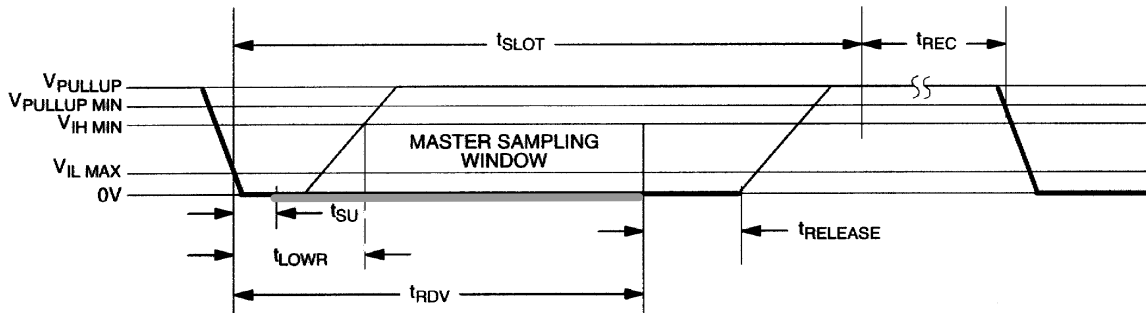 tSLOT
tREC
VPULLUP
VPULLUP MIN
VIH MIN
MASTER SAMPLING
WINDOW
VIL MAX
0V
tSU
tRELEASE
tLOWR
tRDV